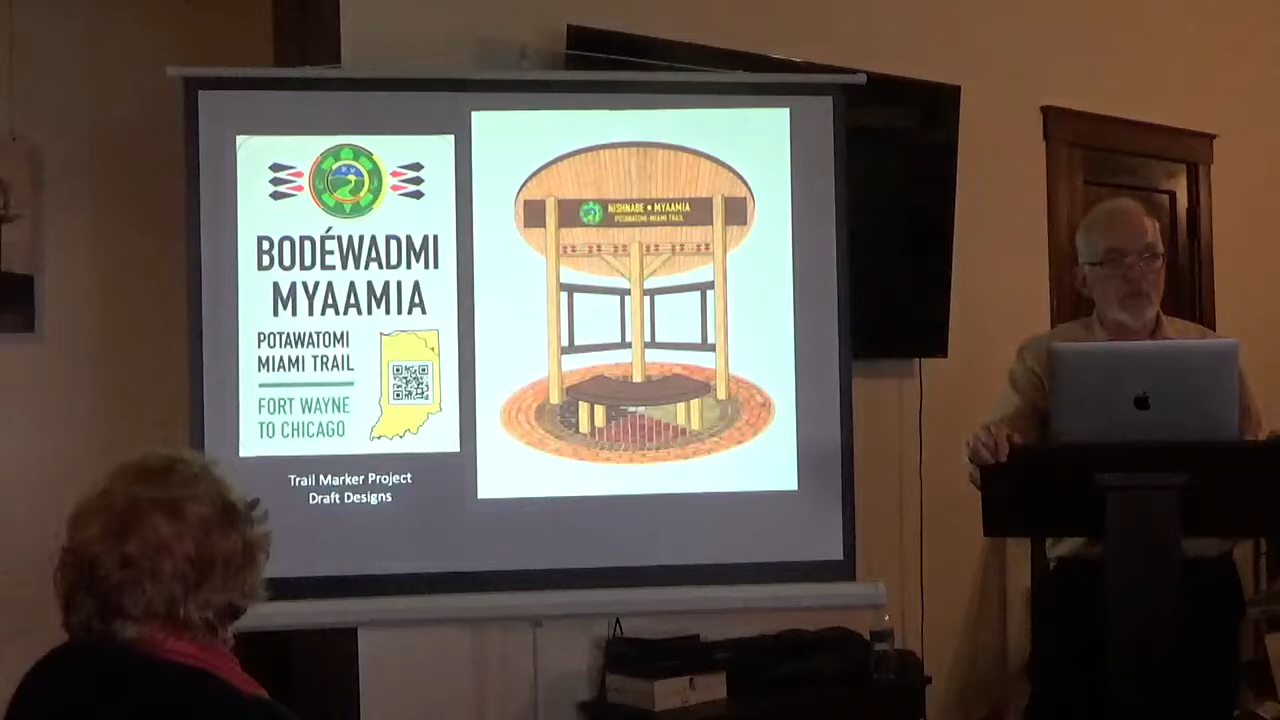 BODÉWADMI
MYAAMIA
POTAWATOMI
MIAMI TRAIL
FORT WAYNE
TO CHICAGO
Trail Marker Project
Draft Designs
NISHNABE • MYAAMIA
POTAWATOMI-MIAMI TRAIL